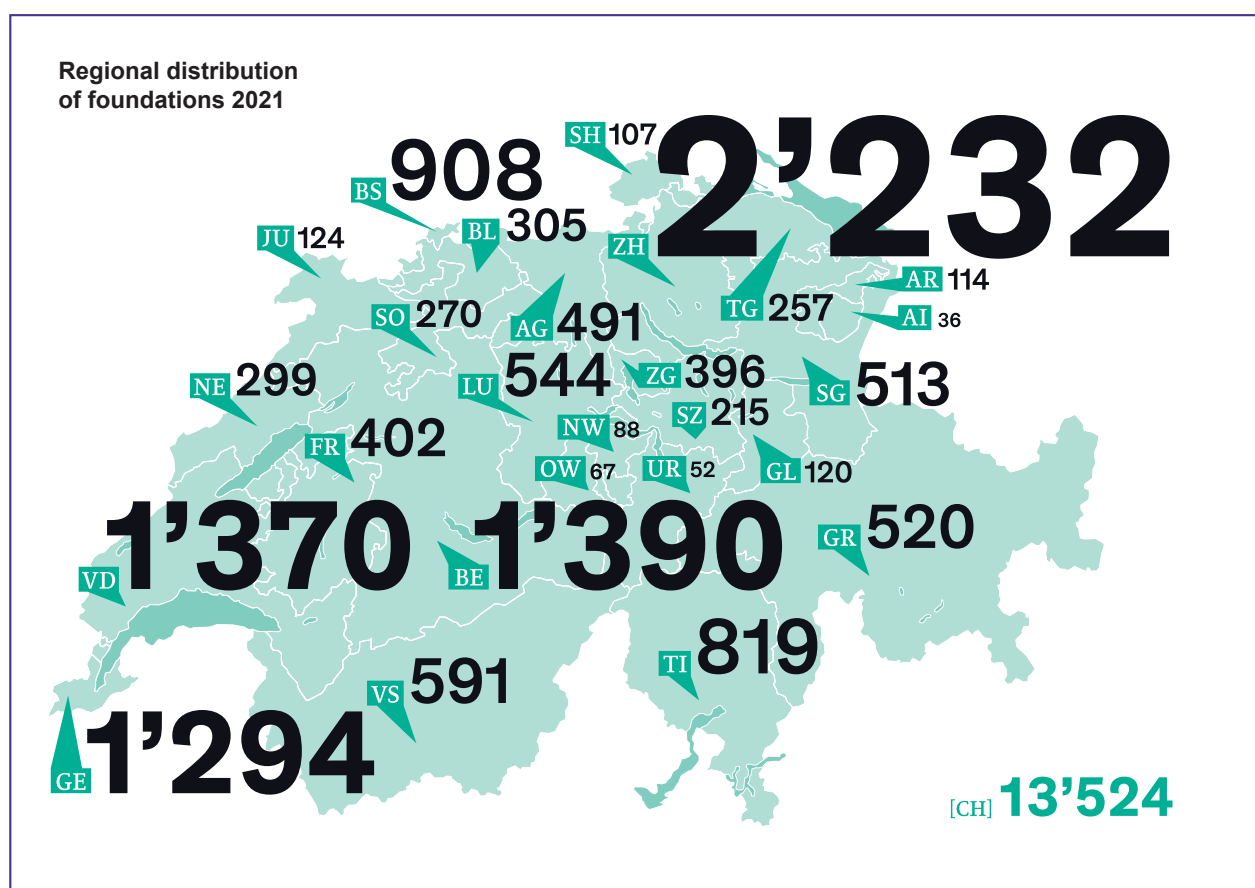 Regional distribution
of foundations 2021
SH 107
2’232
BS 908
BL 305
JU 124
ZH
AR 114
TG 257
AI 36
SO 270
AG 491
NE 299
LU 544
ZG 396
SG 513
SZ 215
FR 402
NW 88
OW 67
UR 52
GL 120
VD 1’370
BE 1’390
GR 520
TI 819
VS 591
GE 1’294
[CH] 13’524